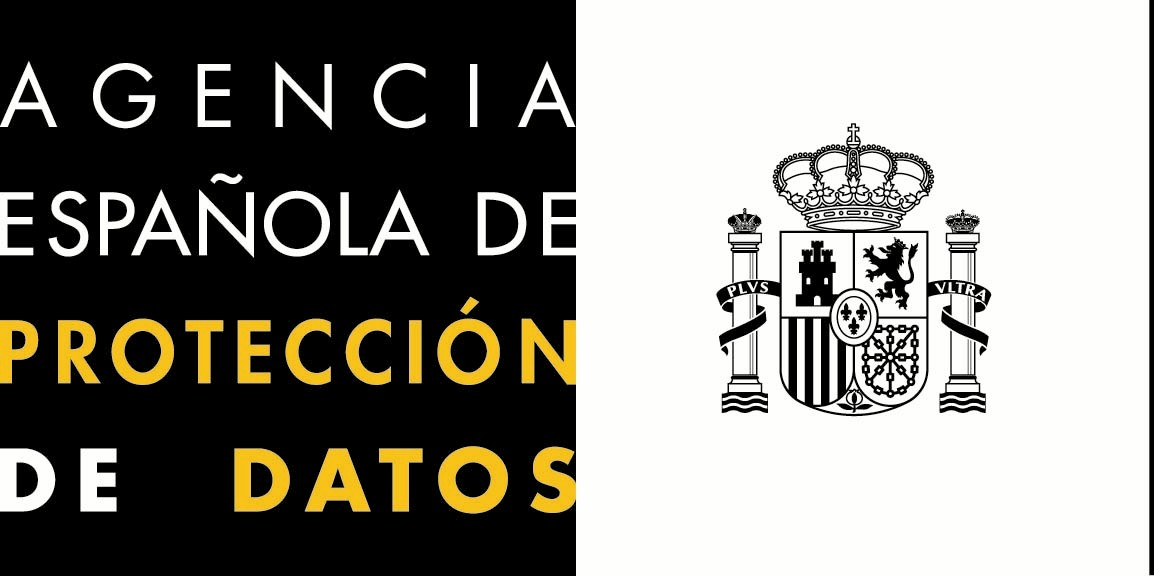 AGENCIA
ESPAÑOLA DE
PROTECCIÓN
DE DATOS
PLVS VLTRA